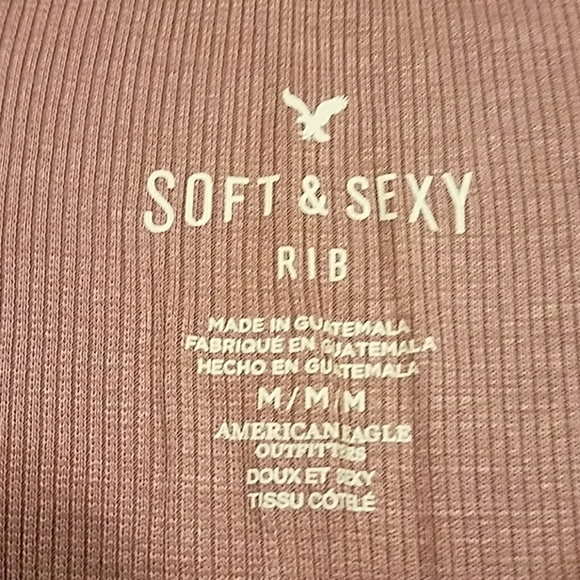 SOFT & SEXY
RIB
MADE IN GUATEMALA
FABRIQUÉ EN GUATEMALA
HECHO EN GUATEMALA
M/M/M
AMERICAN EAGLE
OUTFITTERS
DOUX ET SEXY
TISSU CÔTELÉ